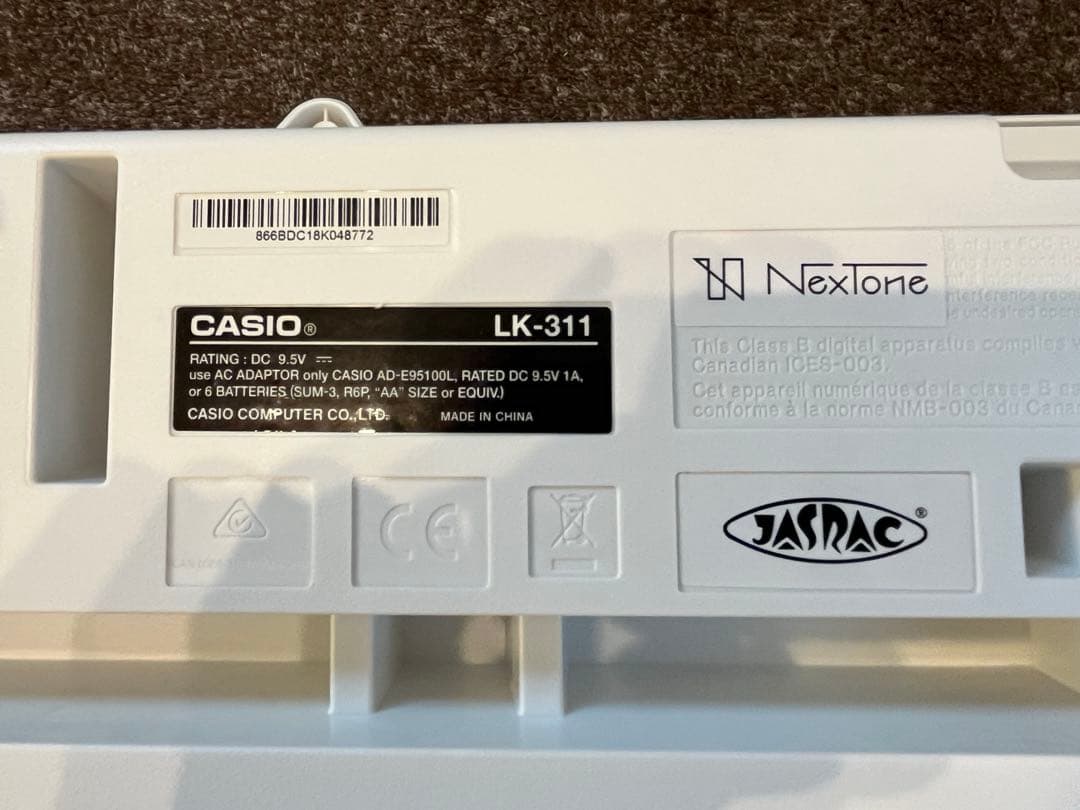 866BDC18K048772
CASIO® LK-311
RATING : DC 9.5V ⎓
use AC ADAPTOR only CASIO AD-E95100L, RATED DC 9.5V 1A,
or 6 BATTERIES (SUM-3, R6P, “AA” SIZE or EQUIV.)
CASIO COMPUTER CO.,LTD. MADE IN CHINA
NexTone
This Class B digital apparatus complies
Canadian ICES-003.
Cet appareil numérique de la classe B
conforme à la norme NMB-003 du
CE
JASRAC®